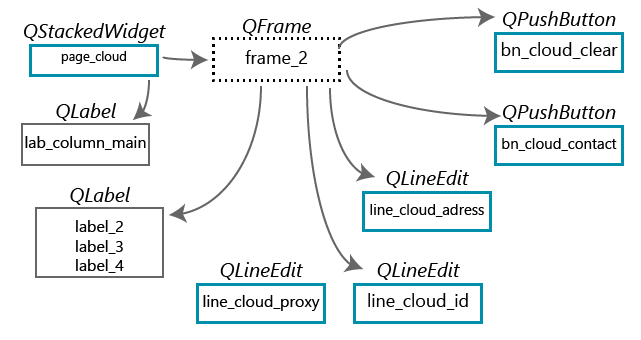 QStackedWidget
page_cloud
QFrame
frame_2
QPushButton
bn_cloud_clear
QLabel
lab_column_main
QPushButton
bn_cloud_contact
QLabel
label_2
label_3
label_4
QLineEdit
line_cloud_adress
QLineEdit
line_cloud_proxy
QLineEdit
line_cloud_id